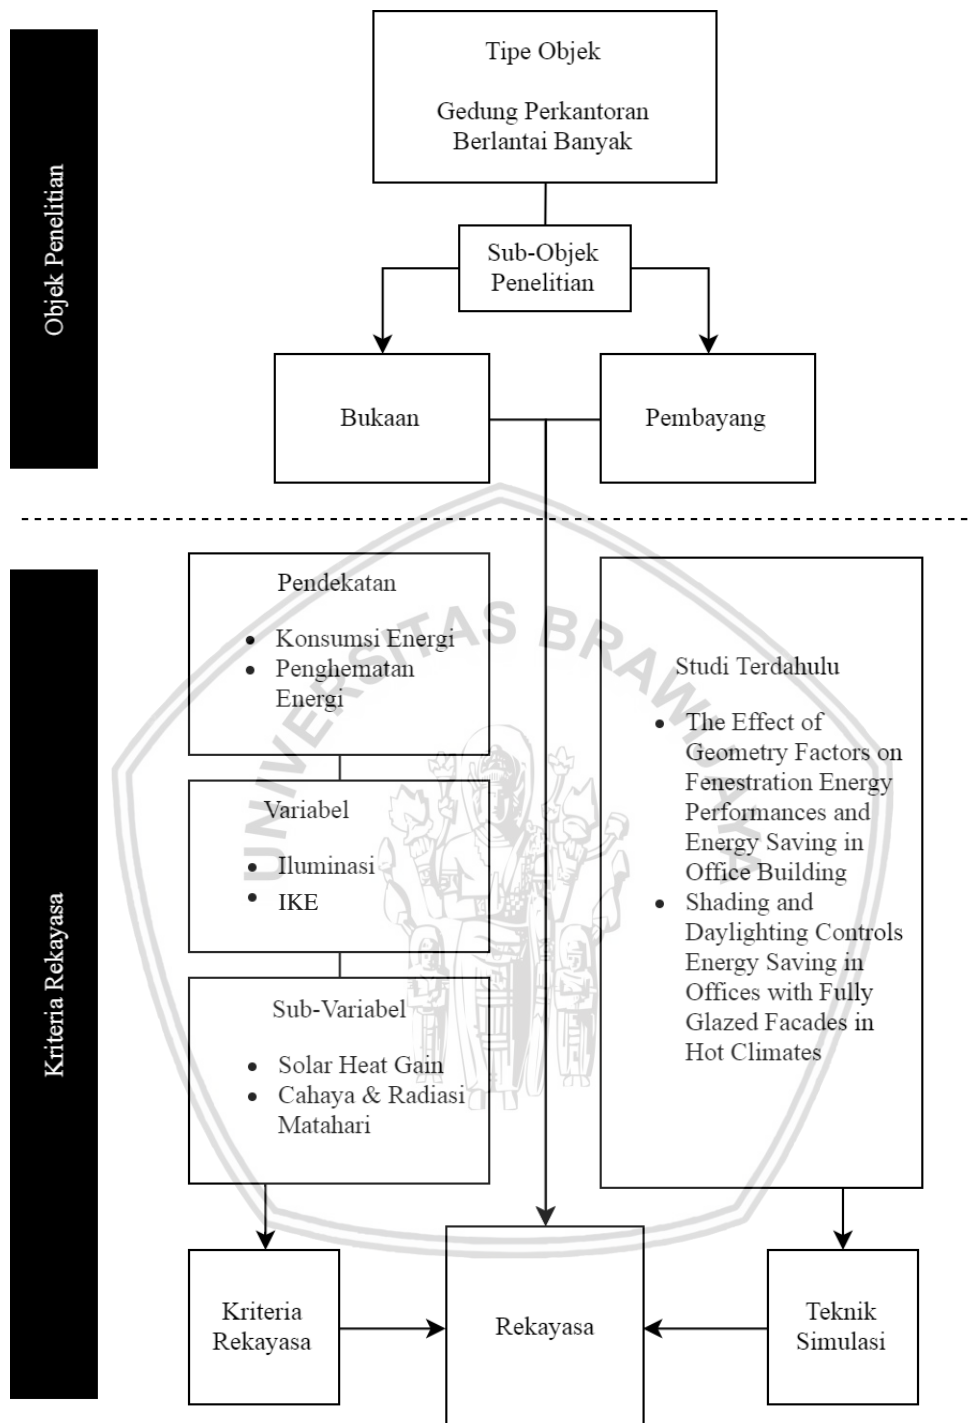 Objek Penelitian
Tipe Objek
Gedung Perkantoran
Berlantai Banyak
Sub-Objek
Penelitian
Bukaan
Pembayang
Kriteria Rekayasa
Pendekatan
• Konsumsi Energi
• Penghematan
Energi
Variabel
• Iluminasi
• IKE
Sub-Variabel
• Solar Heat Gain
• Cahaya & Radiasi
Matahari
Studi Terdahulu
• The Effect of
Geometry Factors on
Fenestration Energy
Performances and
Energy Saving in
Office Building
• Shading and
Daylighting Controls
Energy Saving in
Offices with Fully
Glazed Facades in
Hot Climates
Kriteria
Rekayasa
Rekayasa
Teknik
Simulasi
UNIVERSITAS BRAWIJAYA